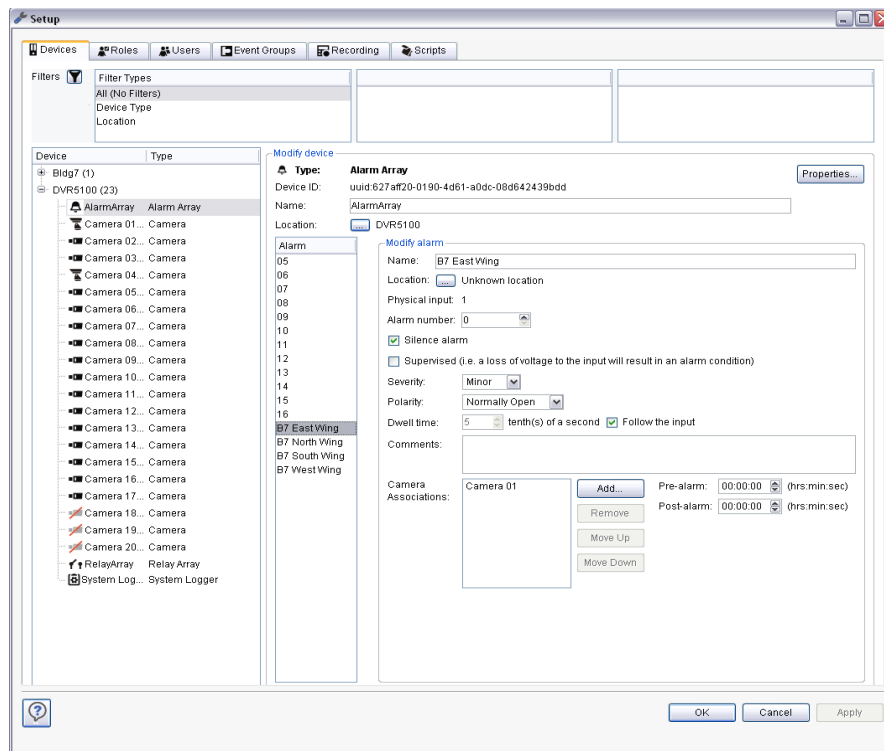 Setup
Devices Roles Users Event Groups Recording Scripts
Filters
Filter Types
All (No Filters)
Device Type
Location
Device Type
Bldg7 (1)
DVR5100 (23)
AlarmArray Alarm Array
Camera 01... Camera
Camera 02... Camera
Camera 03... Camera
Camera 04... Camera
Camera 05... Camera
Camera 06... Camera
Camera 07... Camera
Camera 08... Camera
Camera 09... Camera
Camera 10... Camera
Camera 11... Camera
Camera 12... Camera
Camera 13... Camera
Camera 14... Camera
Camera 15... Camera
Camera 16... Camera
Camera 17... Camera
Camera 18... Camera
Camera 19... Camera
Camera 20... Camera
RelayArray Relay Array
System Log... System Logger
Modify device
Type: Alarm Array
Properties...
Device ID: uuid:627aff20-0190-4d61-a0dc-08d642439bdd
Name: AlarmArray
Location: ... DVR5100
Alarm
05
06
07
08
09
10
11
12
13
14
15
16
B7 East Wing
B7 North Wing
B7 South Wing
B7 West Wing
Modify alarm
Name: B7 East Wing
Location: ... Unknown location
Physical input: 1
Alarm number: 0
Silence alarm
Supervised (i.e. a loss of voltage to the input will result in an alarm condition)
Severity: Minor
Polarity: Normally Open
Dwell time: 5 tenth(s) of a second Follow the input
Comments:
Camera Associations:
Camera 01
Add...
Remove
Move Up
Move Down
Pre-alarm: 00:00:00 (hrs:min:sec)
Post-alarm: 00:00:00 (hrs:min:sec)
?
OK Cancel Apply